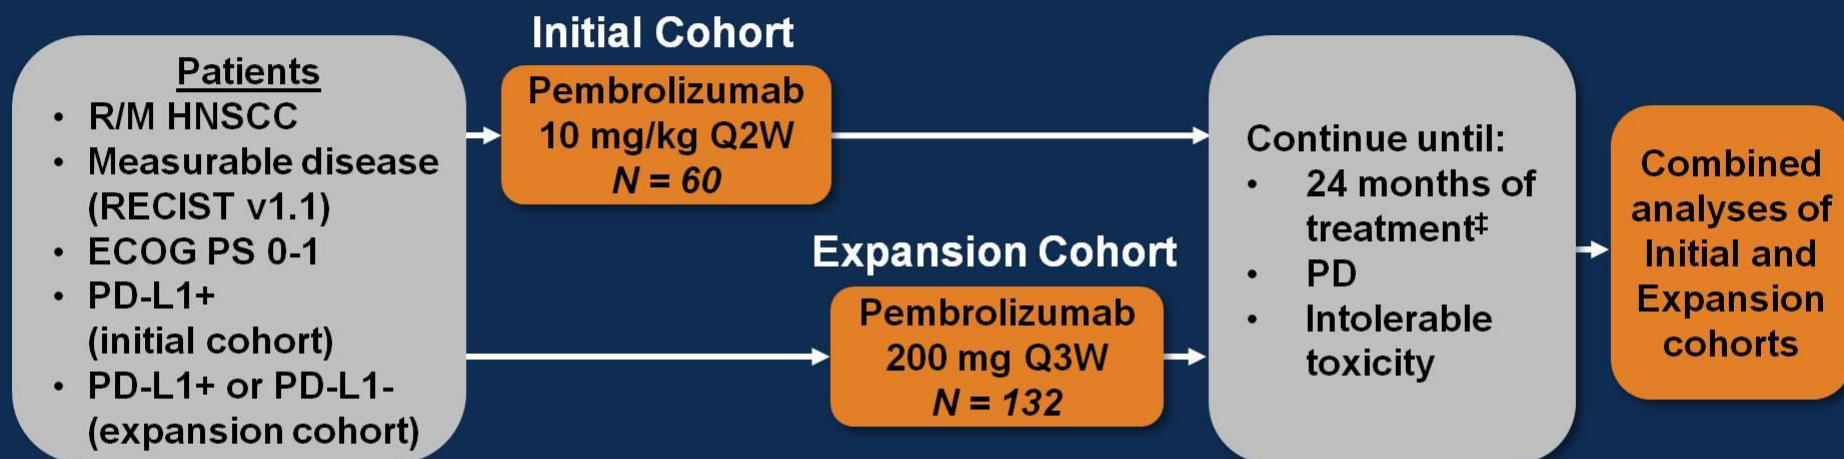 Patients
• R/M HNSCC
• Measurable disease
(RECIST v1.1)
• ECOG PS 0-1
• PD-L1+
(initial cohort)
• PD-L1+ or PD-L1-
(expansion cohort)
Initial Cohort
Pembrolizumab
10 mg/kg Q2W
N = 60
Expansion Cohort
Pembrolizumab
200 mg Q3W
N = 132
Continue until:
• 24 months of
treatment‡
• PD
• Intolerable
toxicity
Combined
analyses of
Initial and
Expansion
cohorts